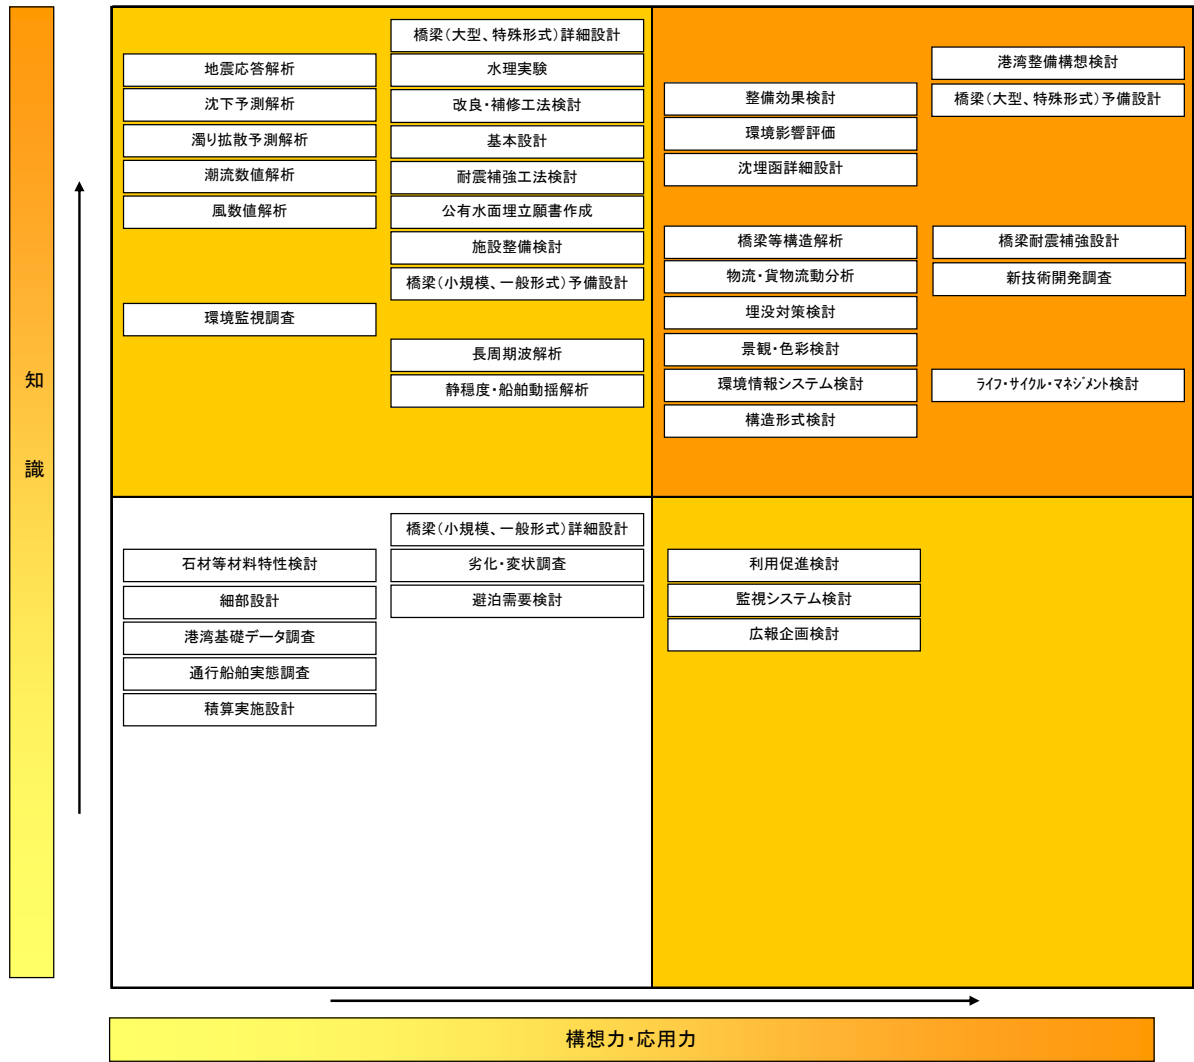 知
識
橋梁(大型、特殊形式)詳細設計
地震応答解析
水理実験
沈下予測解析
改良・補修工法検討
濁り拡散予測解析
基本設計
潮流数値解析
耐震補強工法検討
風数値解析
公有水面埋立願書作成
施設整備検討
橋梁(小規模、一般形式)予備設計
環境監視調査
長周期波解析
静穏度・船舶動揺解析
港湾整備構想検討
整備効果検討
橋梁(大型、特殊形式)予備設計
環境影響評価
沈埋函詳細設計
橋梁等構造解析
橋梁耐震補強設計
物流・貨物流動分析
新技術開発調査
埋没対策検討
景観・色彩検討
環境情報システム検討
ライフ・サイクル・マネジメント検討
構造形式検討
橋梁(小規模、一般形式)詳細設計
石材等材料特性検討
劣化・変状調査
細部設計
避泊需要検討
港湾基礎データ調査
通行船舶実態調査
積算実施設計
利用促進検討
監視システム検討
広報企画検討
構想力・応用力